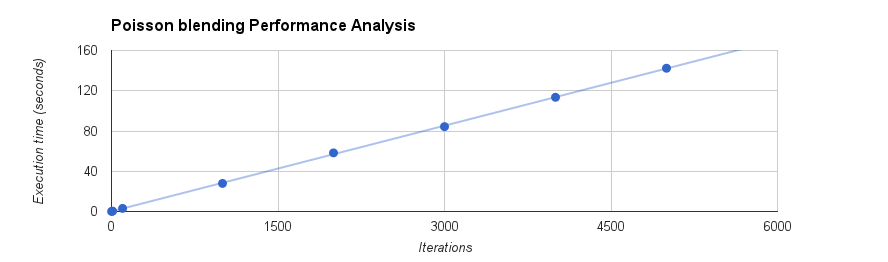 Poisson blending Performance Analysis
Execution time (seconds)
160
120
80
40
0
0 1500 3000 4500 6000
Iterations